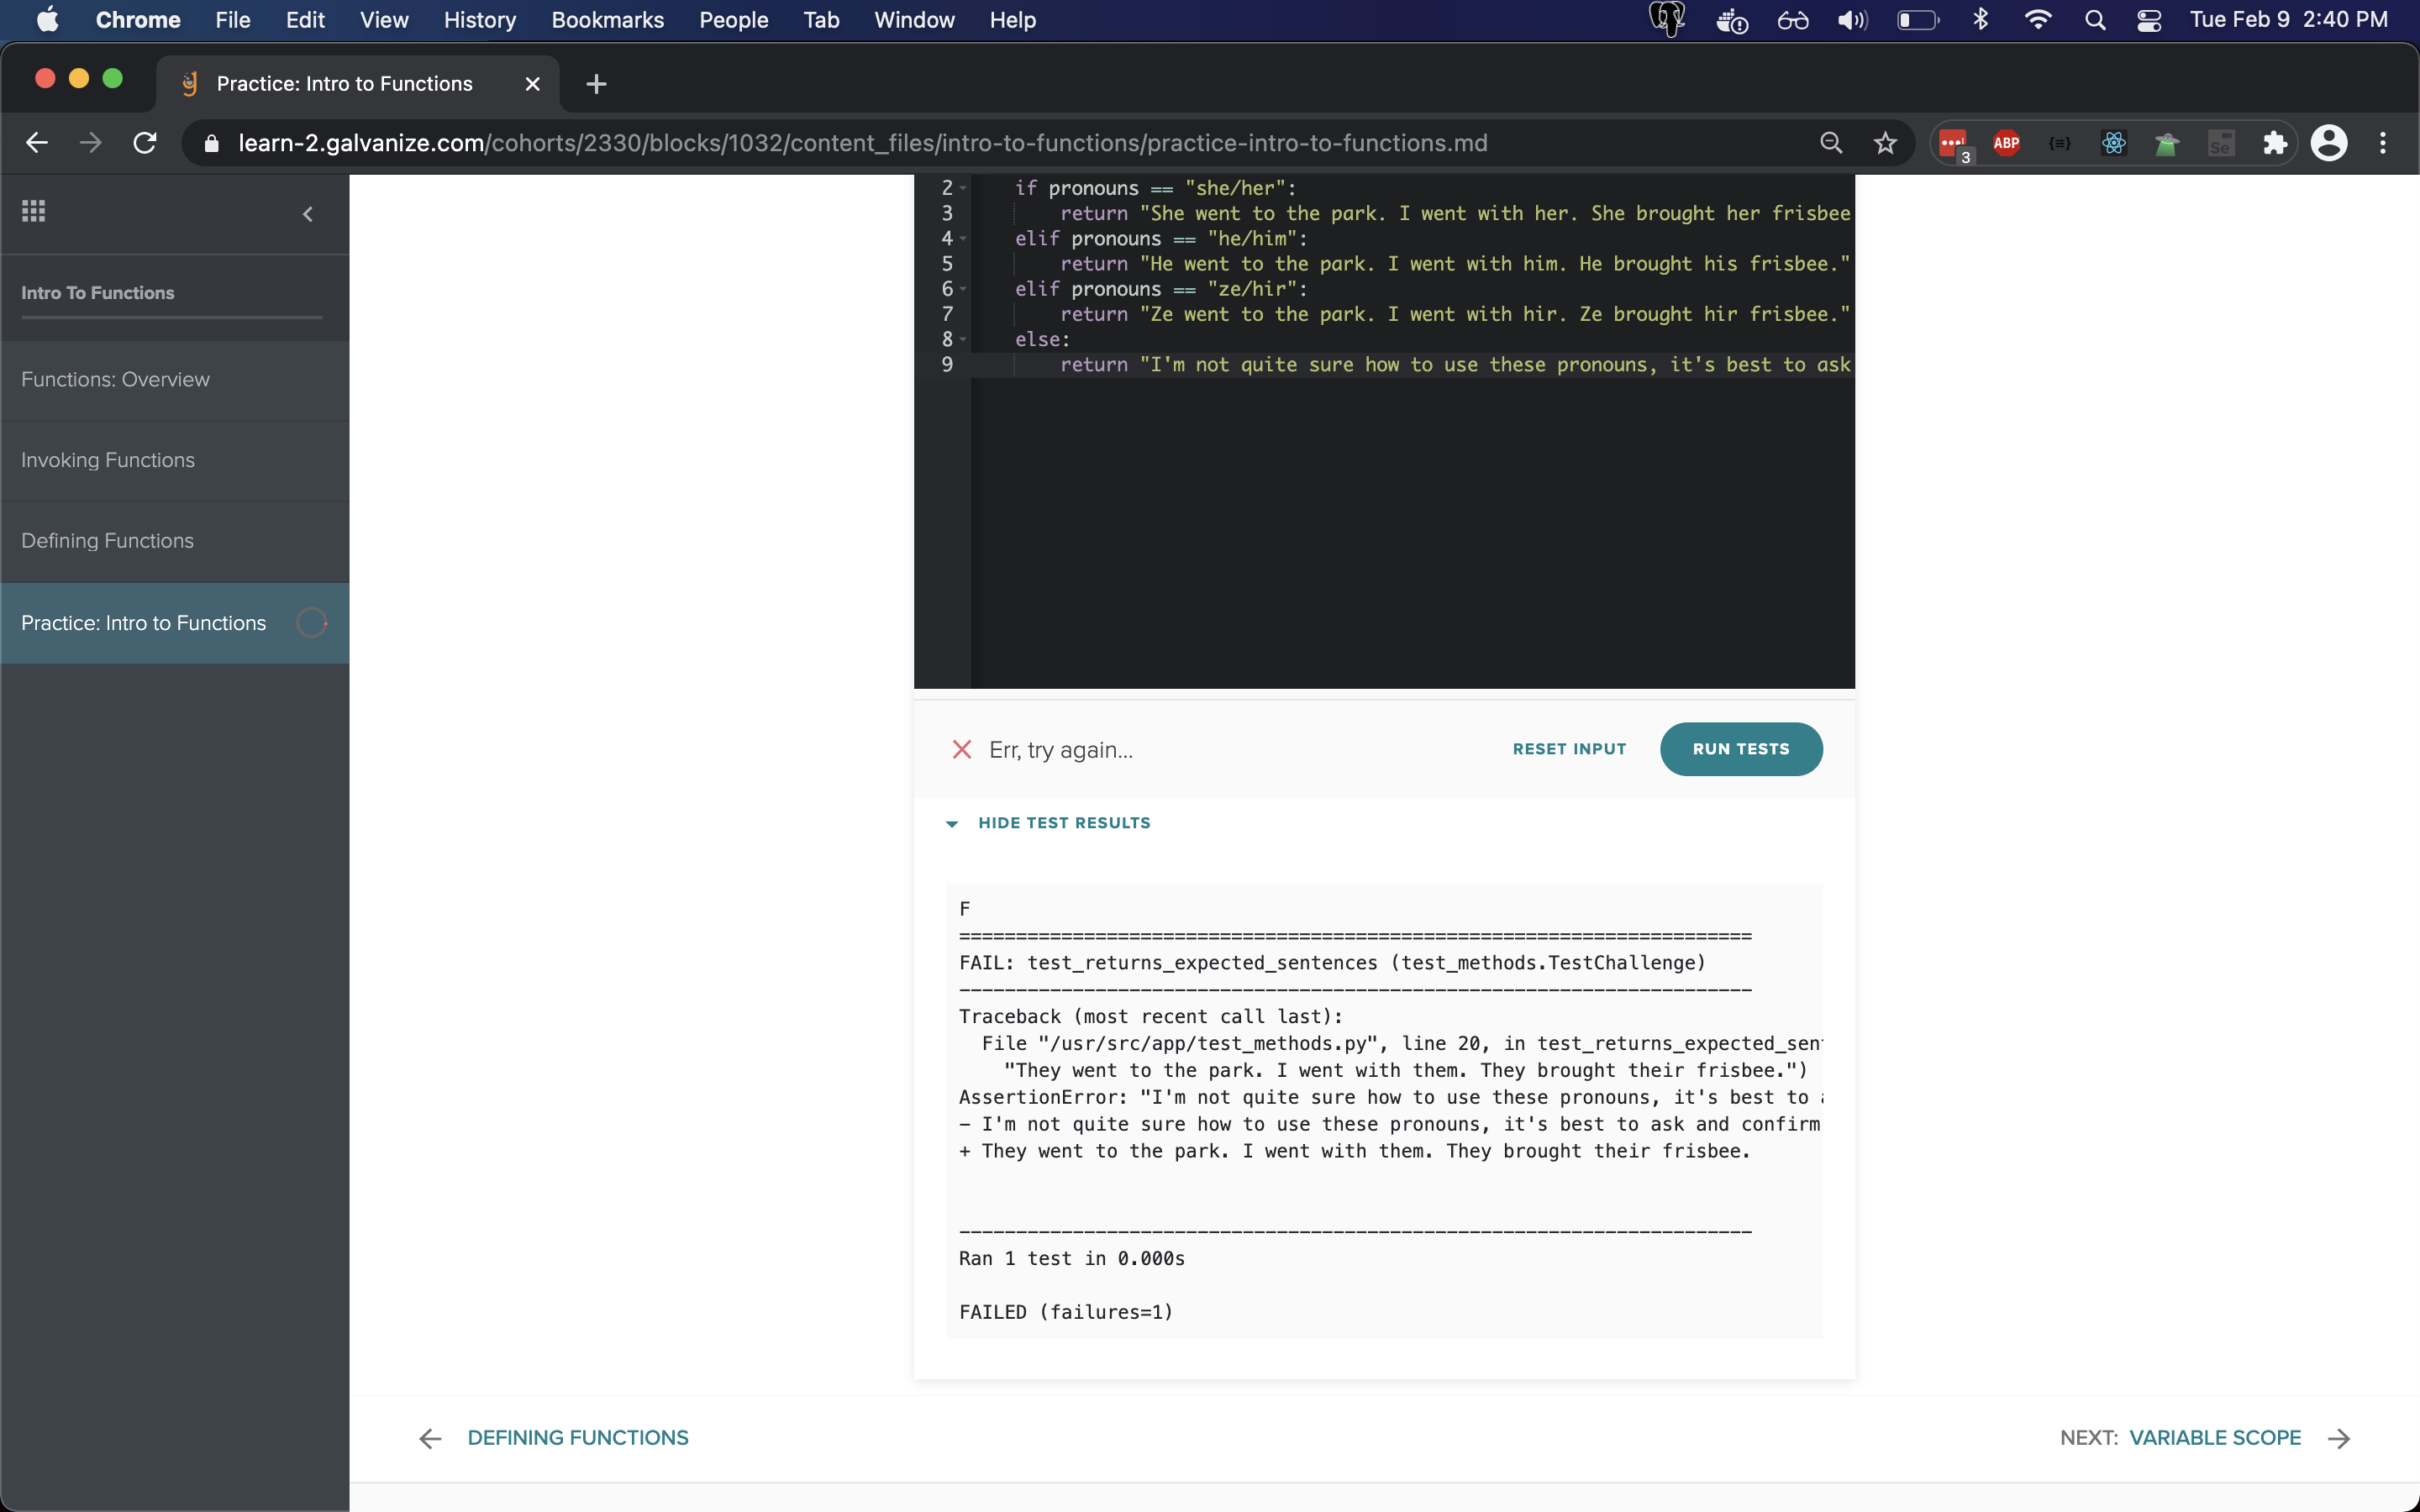 Chrome File Edit View History Bookmarks People Tab Window Help Tue Feb 9 2:40 PM
Practice: Intro to Functions
learn-2.galvanize.com/cohorts/2330/blocks/1032/content_files/intro-to-functions/practice-intro-to-functions.md
3 ABP {≡} Se
Intro To Functions
Functions: Overview
Invoking Functions
Defining Functions
Practice: Intro to Functions
2 if pronouns == "she/her":
3 return "She went to the park. I went with her. She brought her frisbee
4 elif pronouns == "he/him":
5 return "He went to the park. I went with him. He brought his frisbee."
6 elif pronouns == "ze/hir":
7 return "Ze went to the park. I went with hir. Ze brought hir frisbee."
8 else:
9 return "I'm not quite sure how to use these pronouns, it's best to ask
Err, try again...
RESET INPUT
RUN TESTS
HIDE TEST RESULTS
F
======================================================================
FAIL: test_returns_expected_sentences (test_methods.TestChallenge)
----------------------------------------------------------------------
Traceback (most recent call last):
File "/usr/src/app/test_methods.py", line 20, in test_returns_expected_sen
"They went to the park. I went with them. They brought their frisbee.")
AssertionError: "I'm not quite sure how to use these pronouns, it's best to
- I'm not quite sure how to use these pronouns, it's best to ask and confirm
+ They went to the park. I went with them. They brought their frisbee.
----------------------------------------------------------------------
Ran 1 test in 0.000s
FAILED (failures=1)
DEFINING FUNCTIONS
NEXT: VARIABLE SCOPE